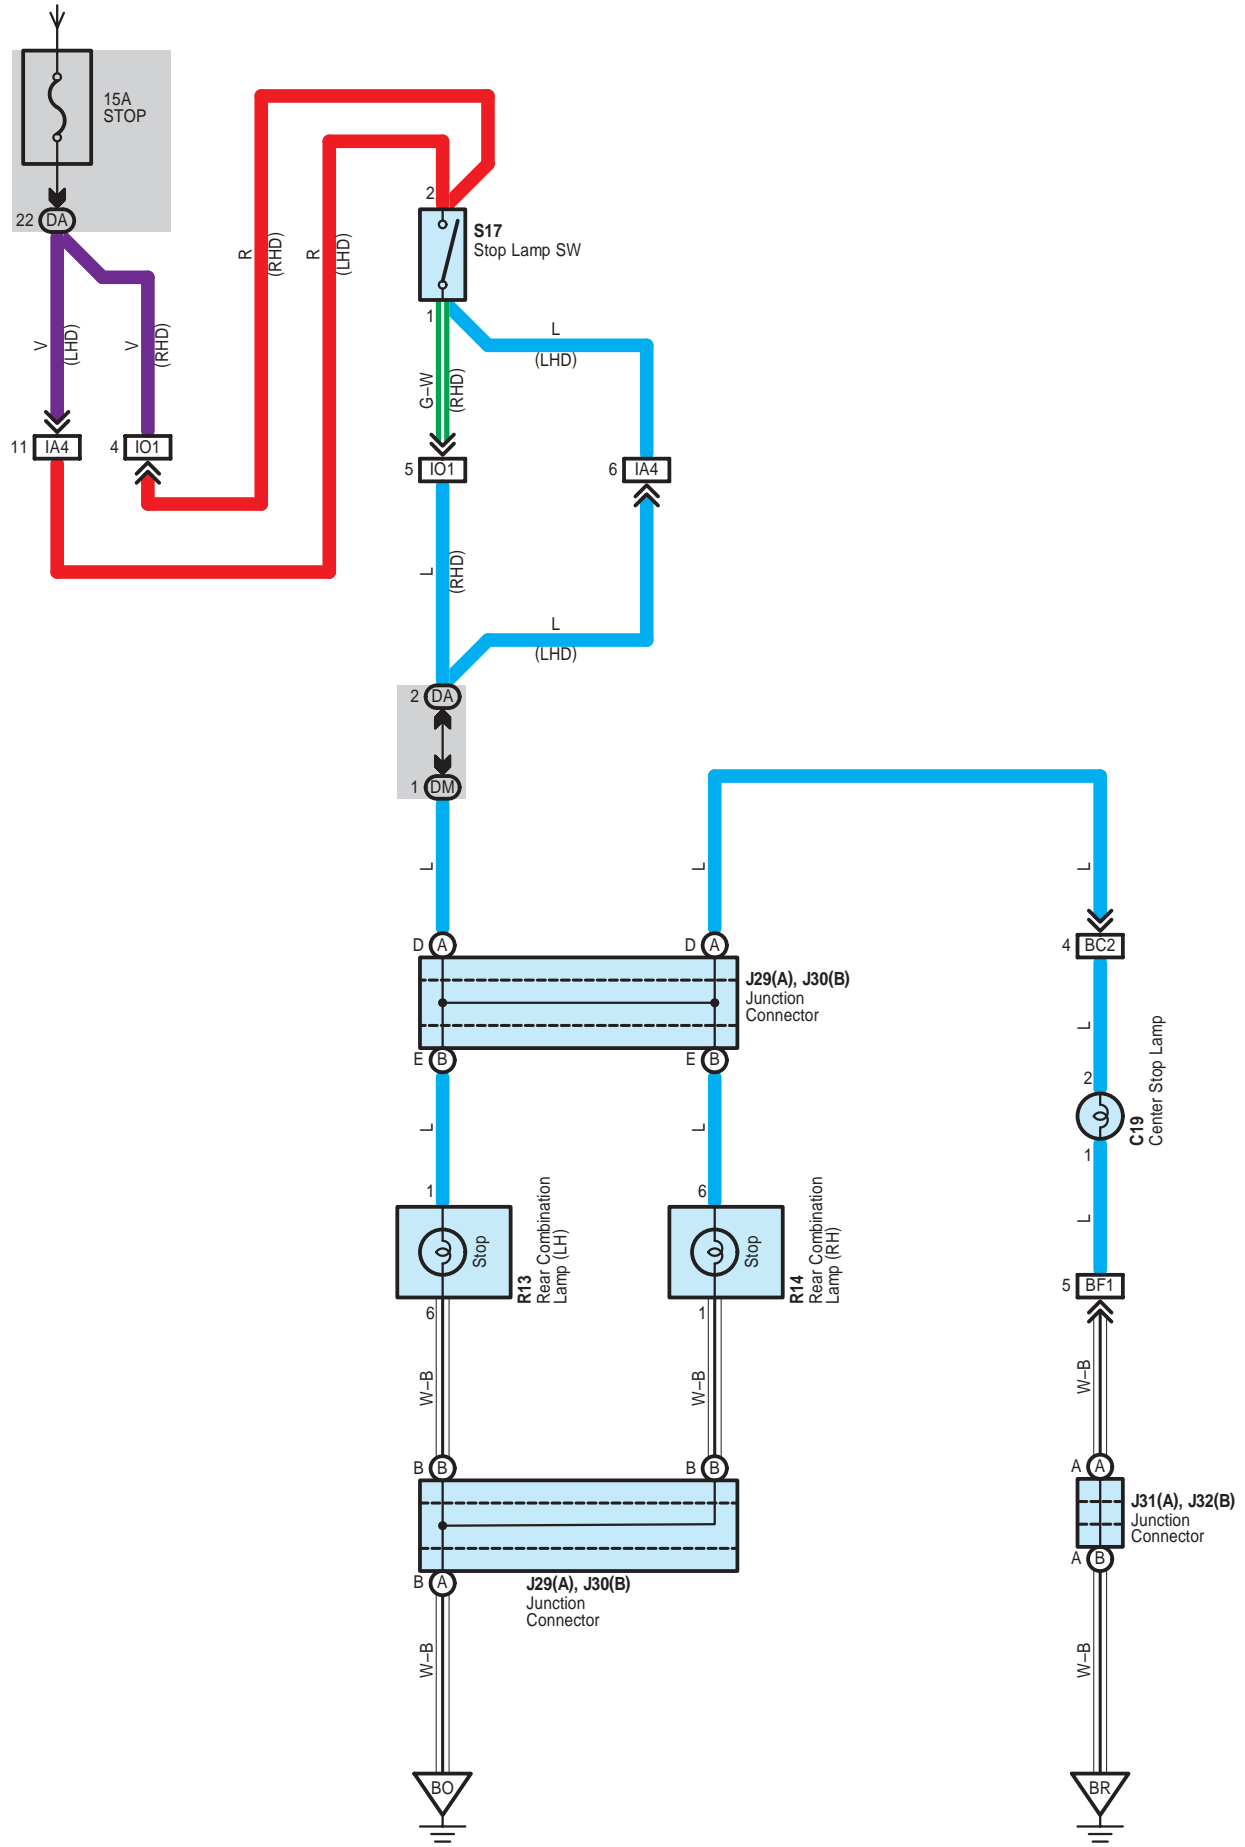 15A
STOP
22 DA
V
(LHD)
V
(RHD)
11 IA4
4 IO1
R
(RHD)
R
(LHD)
2
S17
Stop Lamp SW
1
L
(LHD)
G–W
(RHD)
5 IO1
6 IA4
L
(RHD)
L
(LHD)
2 DA
1 DM
L
L
L
D A
D A
4 BC2
J29(A), J30(B)
Junction
Connector
L
E B
E B
2
C19
Center Stop Lamp
1
L
L
L
1
6
Stop
R13
Rear Combination
Lamp (LH)
Stop
R14
Rear Combination
Lamp (RH)
5 BF1
6
1
W–B
W–B
W–B
B B
B B
A A
J31(A), J32(B)
Junction
Connector
A B
B A
J29(A), J30(B)
Junction
Connector
W–B
W–B
BO
BR